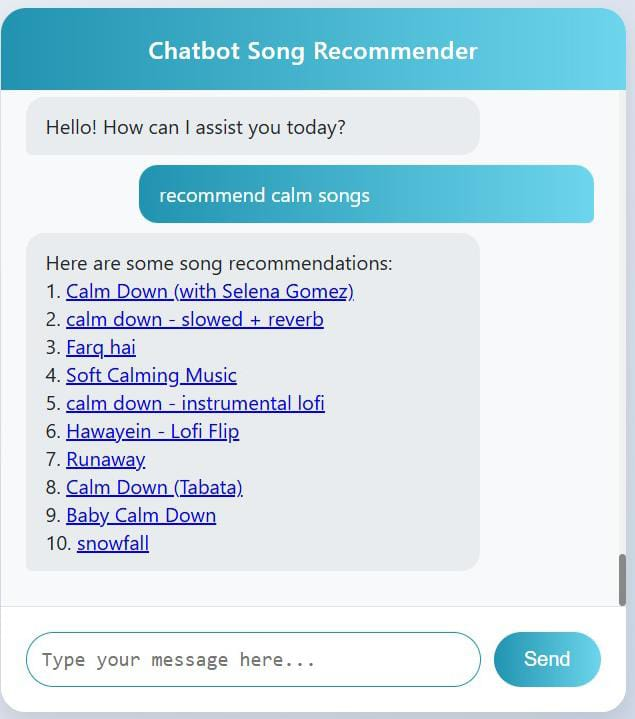 Chatbot Song Recommender
Hello! How can I assist you today?
recommend calm songs
Here are some song recommendations:
1. Calm Down (with Selena Gomez)
2. calm down - slowed + reverb
3. Farq hai
4. Soft Calming Music
5. calm down - instrumental lofi
6. Hawayein - Lofi Flip
7. Runaway
8. Calm Down (Tabata)
9. Baby Calm Down
10. snowfall
Type your message here...
Send